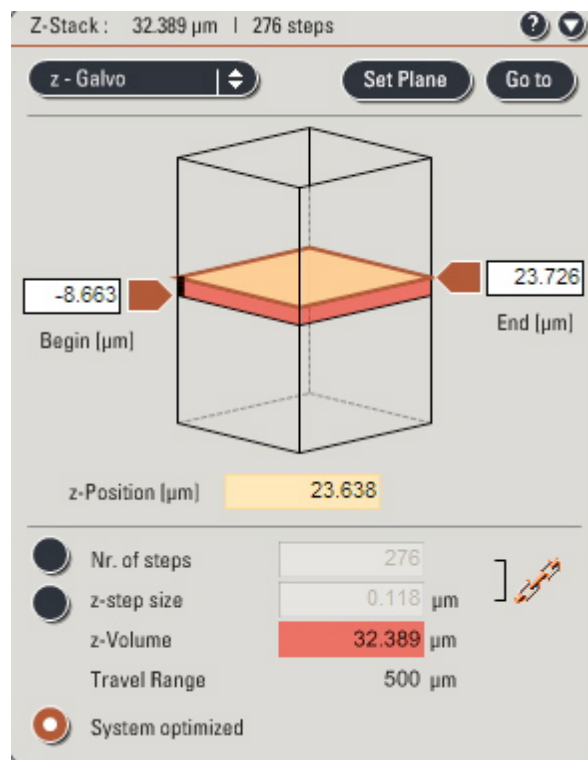 Z-Stack: 32.389 µm | 276 steps ?
z - Galvo Set Plane Go to
-8.663 23.726
Begin [µm] End [µm]
z-Position [µm] 23.638
Nr. of steps 276
z-step size 0.118 µm
z-Volume 32.389 µm
Travel Range 500 µm
System optimized